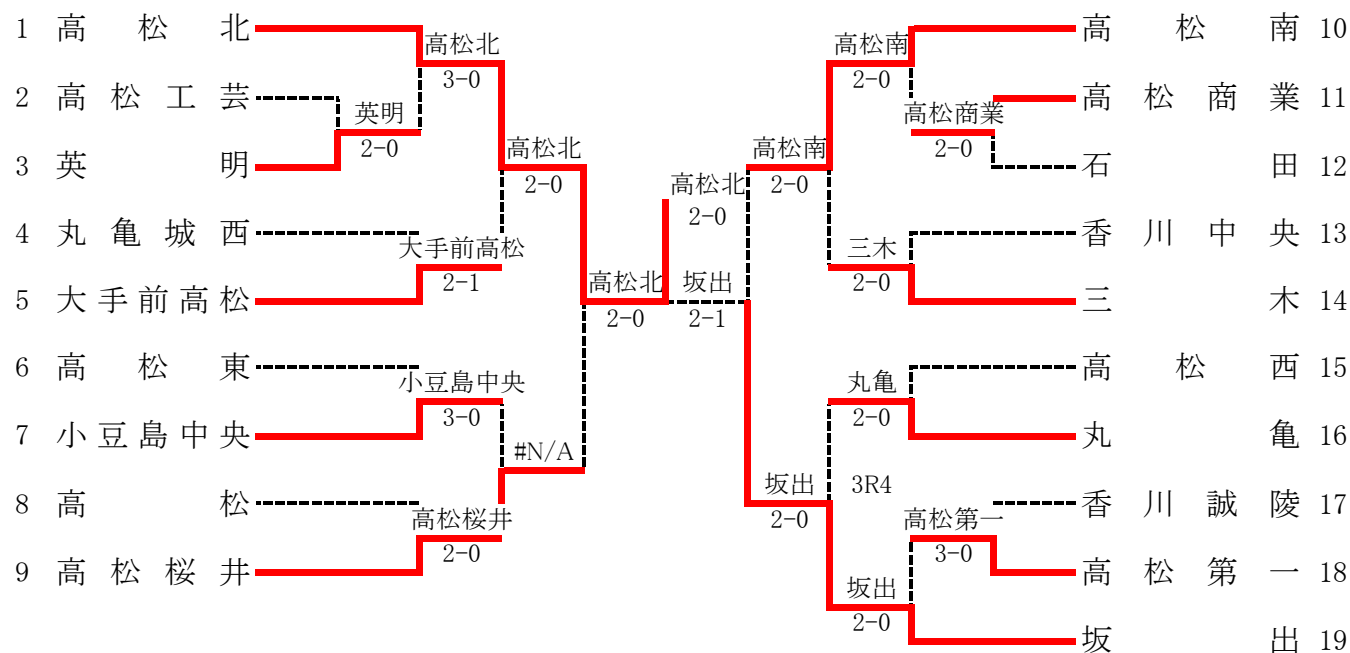 1 高松北
2 高松工芸
3 英明
4 丸亀城西
5 大手前高松
6 高松東
7 小豆島中央
8 高松
9 高松桜井
高松北
3-0
英明
2-0
大手前高松
2-1
小豆島中央
3-0
高松桜井
2-0
高松北
2-0
#N/A
高松北
2-0
高松北
2-0
坂出
2-1
高松南
2-0
坂出
2-0
高松南
2-0
高松商業
2-0
三木
2-0
丸亀
2-0
3R4
高松第一
3-0
坂出
2-0
高松南 10
高松商業 11
石田 12
香川中央 13
三木 14
高松西 15
丸亀 16
香川誠陵 17
高松第一 18
坂出 19